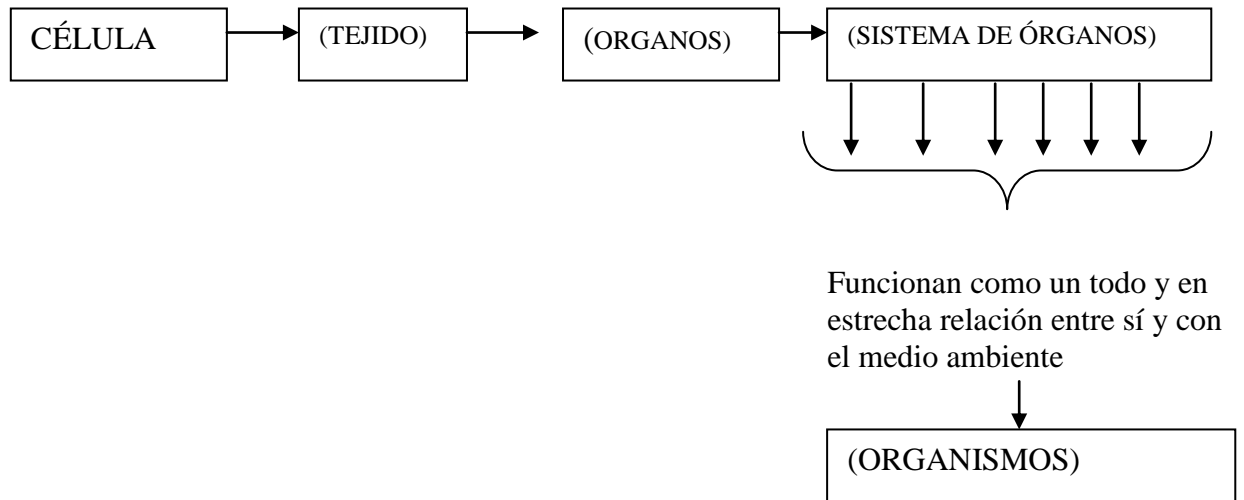 CÉLULA
(TEJIDO)
(ORGANOS)
(SISTEMA DE ÓRGANOS)
Funcionan como un todo y en
estrecha relación entre sí y con
el medio ambiente
(ORGANISMOS)